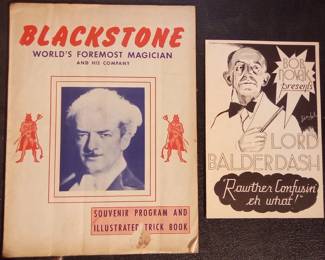 BLACKSTONE
WORLD'S FOREMOST MAGICIAN
AND HIS COMPANY
SOUVENIR PROGRAM AND
ILLUSTRATED TRICK BOOK
BOB
NOVAK
presents
LORD
BALDERDASH
"Rawther Confusin'
eh what!"